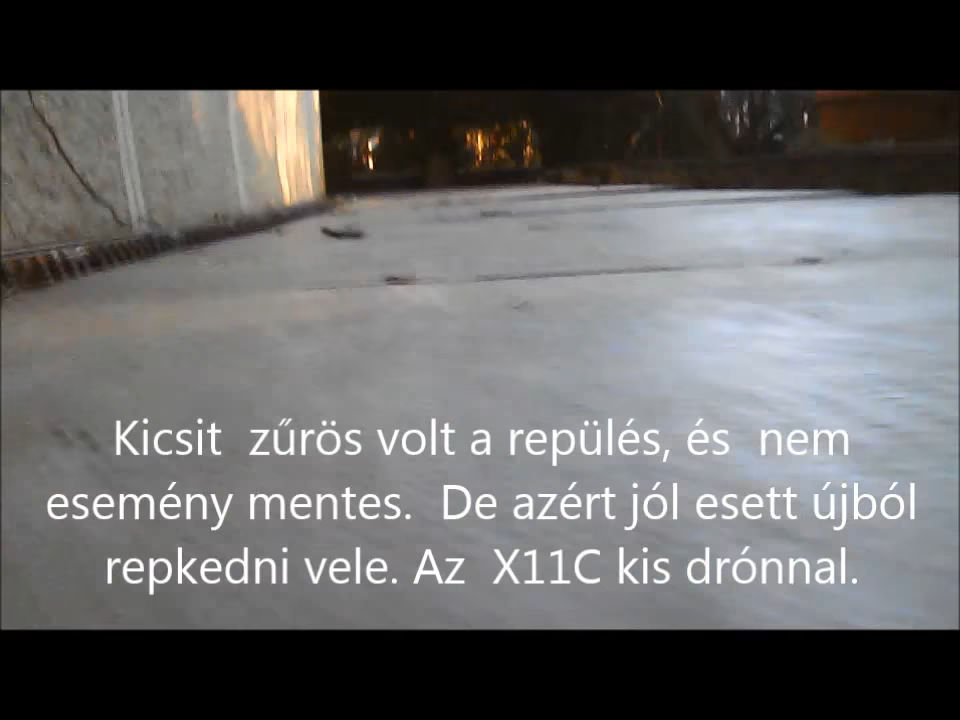 Kicsit  zűrös volt a repülés, és  nem
esemény mentes.  De azért jól esett újból
repkedni vele. Az  X11C kis drónnal.